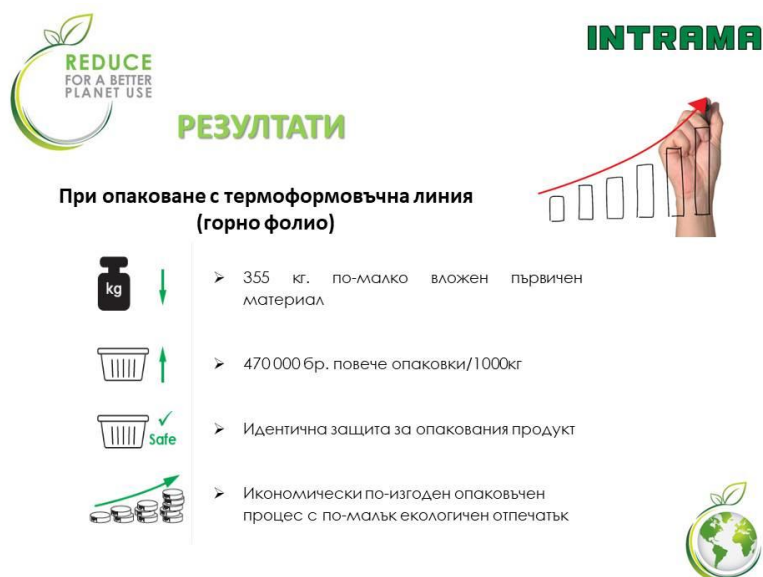 REDUCE
FOR A BETTER
PLANET USE
INTRAMA
РЕЗУЛТАТИ
При опаковане с термоформовъчна линия
(горно фолио)
kg
➢ 355 кг. по-малко вложен първичен
материал
➢ 470 000 бр. повече опаковки/1000кг
Safe
➢ Идентична защита за опакования продукт
➢ Икономически по-изгоден опаковъчен
процес с по-малък екологичен отпечатък